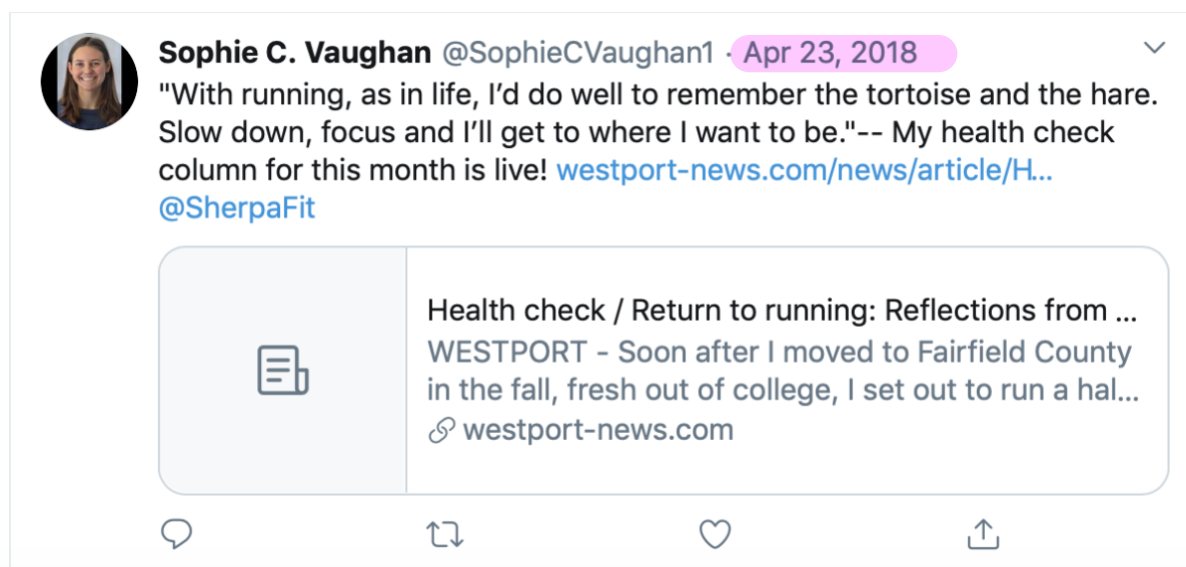 Sophie C. Vaughan @SophieCVaughan1 · Apr 23, 2018
"With running, as in life, I’d do well to remember the tortoise and the hare.
Slow down, focus and I’ll get to where I want to be."-- My health check
column for this month is live! westport-news.com/news/article/H...
@SherpaFit
Health check / Return to running: Reflections from ...
WESTPORT - Soon after I moved to Fairfield County
in the fall, fresh out of college, I set out to run a hal...
westport-news.com